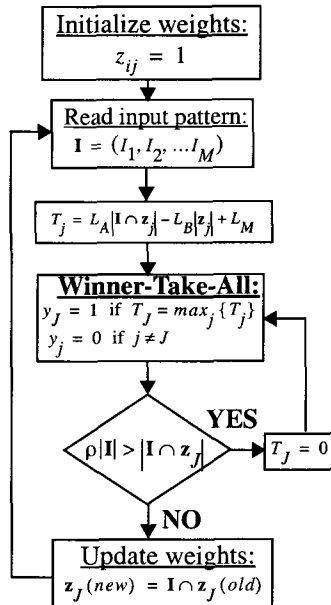 Initialize weights:
z_{ij} = 1
Read input pattern:
I = (I_1, I_2, ...I_M)
T_j = L_A|I∩z_j| − L_B|z_j| + L_M
Winner-Take-All:
y_J = 1 if T_J = max_j {T_j}
y_j = 0 if j ≠ J
ρ|I| > |I ∩ z_J|
YES
T_J = 0
NO
Update weights:
z_J(new) = I ∩ z_J(old)